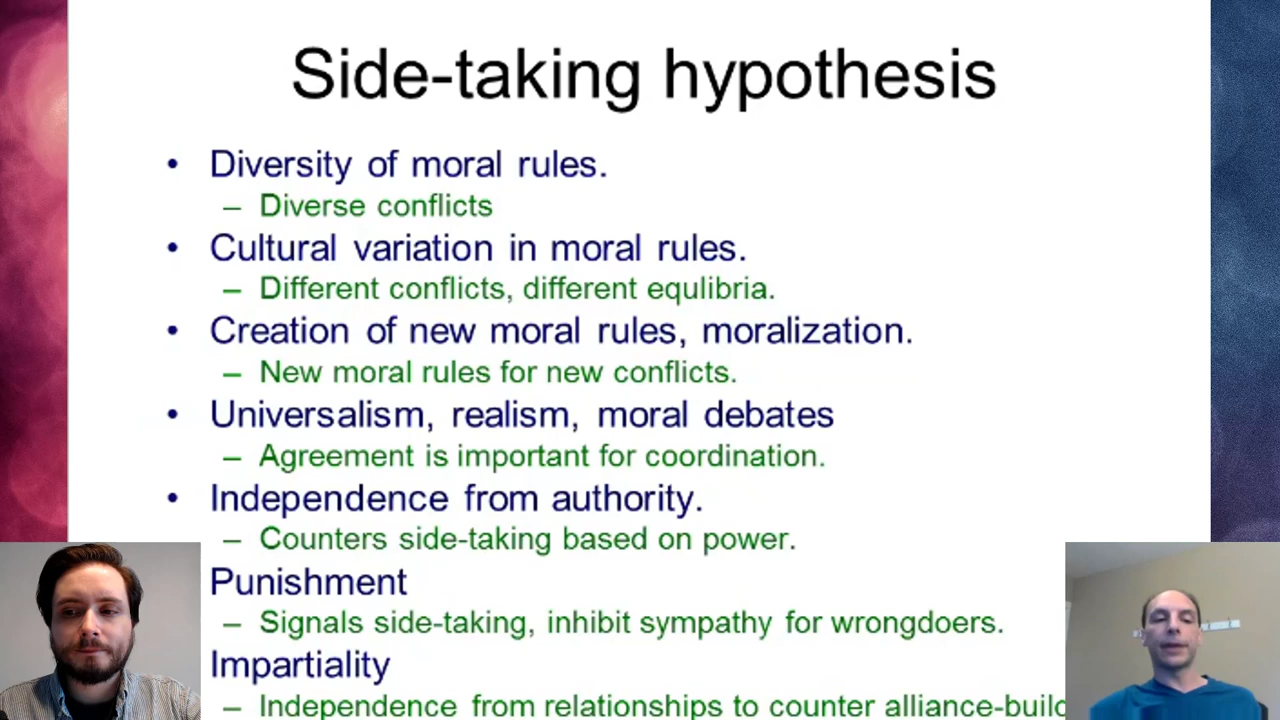 Side-taking hypothesis
• Diversity of moral rules.
– Diverse conflicts
• Cultural variation in moral rules.
– Different conflicts, different equlibria.
• Creation of new moral rules, moralization.
– New moral rules for new conflicts.
• Universalism, realism, moral debates
– Agreement is important for coordination.
• Independence from authority.
– Counters side-taking based on power.
Punishment
– Signals side-taking, inhibit sympathy for wrongdoers.
Impartiality
– Independence from relationships to counter